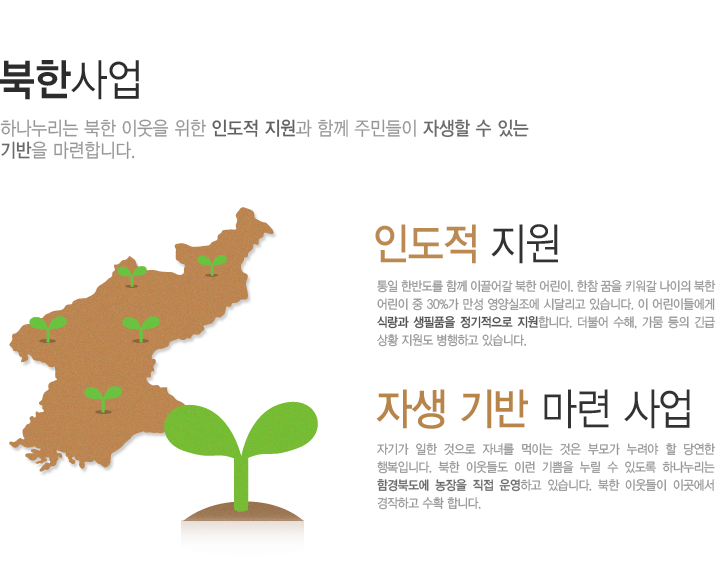 북한사업
하나누리는 북한 이웃을 위한 인도적 지원과 함께 주민들이 자생할 수 있는
기반을 마련합니다.
인도적 지원
통일 한반도를 함께 이끌어갈 북한 어린이. 한참 꿈을 키워갈 나이의 북한
어린이 중 30%가 만성 영양실조에 시달리고 있습니다. 이 어린이들에게
식량과 생필품을 정기적으로 지원합니다. 더불어 수해, 가뭄 등의 긴급
상황 지원도 병행하고 있습니다.
자생 기반 마련 사업
자기가 일한 것으로 자녀를 먹이는 것은 부모가 누려야 할 당연한
행복입니다. 북한 이웃들도 이런 기쁨을 누릴 수 있도록 하나누리는
함경북도에 농장을 직접 운영하고 있습니다. 북한 이웃들이 이곳에서
경작하고 수확 합니다.